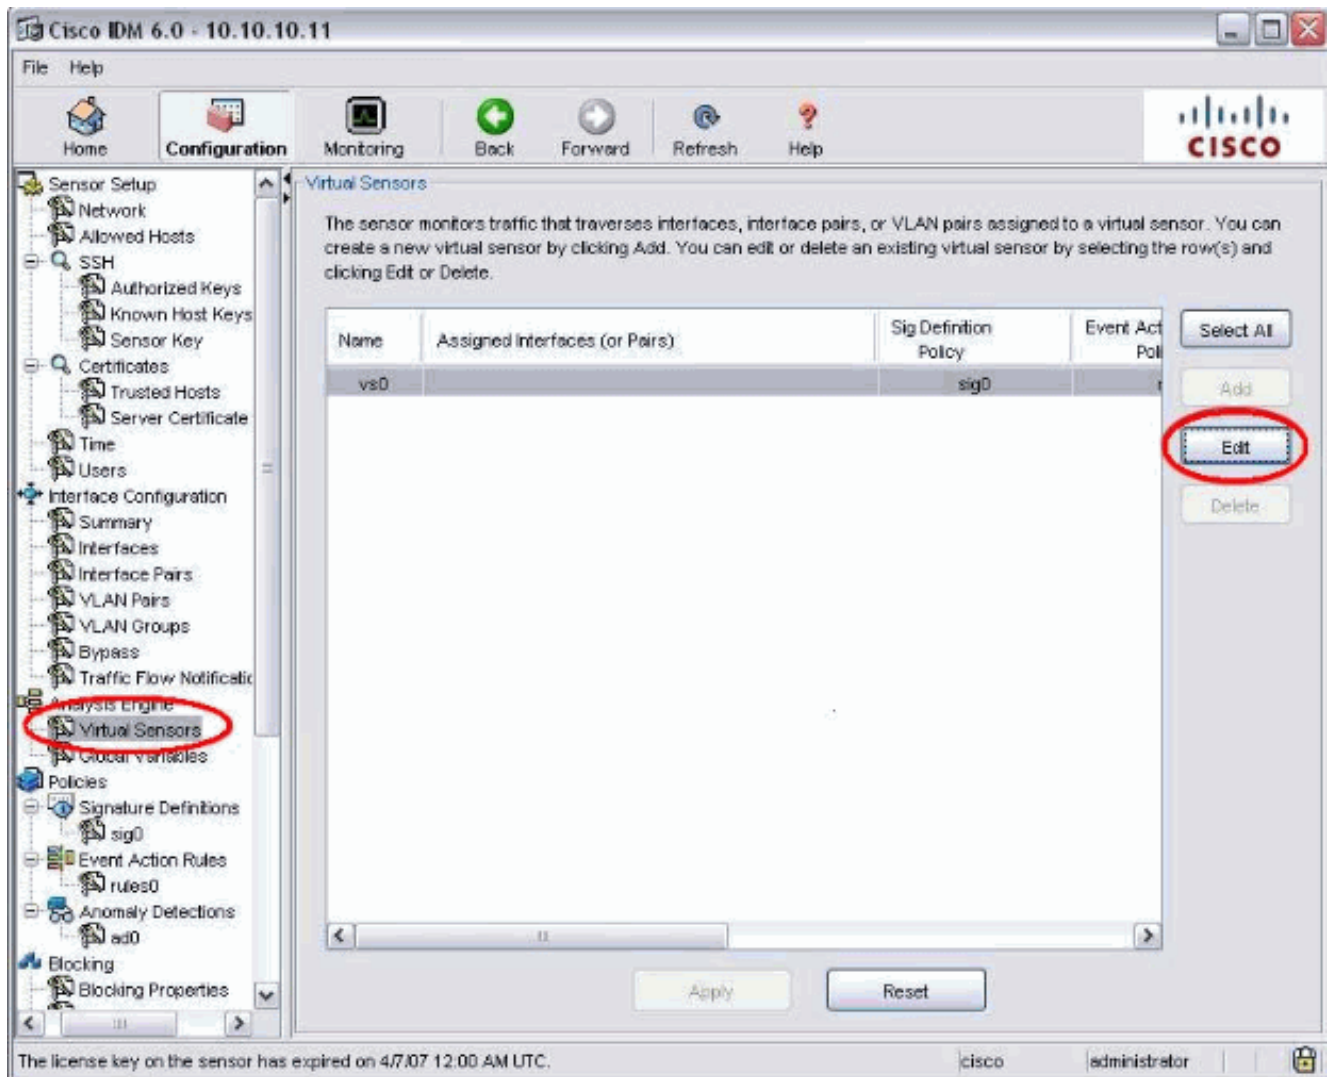 Cisco IDM 6.0 - 10.10.10.11
File Help
Home Configuration Monitoring Back Forward Refresh Help
CISCO
Sensor Setup
Network
Allowed Hosts
SSH
Authorized Keys
Known Host Keys
Sensor Key
Certificates
Trusted Hosts
Server Certificate
Time
Users
Interface Configuration
Summary
Interfaces
Interface Pairs
VLAN Pairs
VLAN Groups
Bypass
Traffic Flow Notificatic
Analysis Engine
Virtual Sensors
Global Variables
Policies
Signature Definitions
sig0
Event Action Rules
rules0
Anomaly Detections
ad0
Blocking
Blocking Properties
Virtual Sensors
The sensor monitors traffic that traverses interfaces, interface pairs, or VLAN pairs assigned to a virtual sensor. You can
create a new virtual sensor by clicking Add. You can edit or delete an existing virtual sensor by selecting the row(s) and
clicking Edit or Delete.
Name Assigned Interfaces (or Pairs) Sig Definition Policy Event Act Poli
vs0 sig0 r
Select All
Add
Edit
Delete
Apply Reset
The license key on the sensor has expired on 4/7/07 12:00 AM UTC. cisco administrator